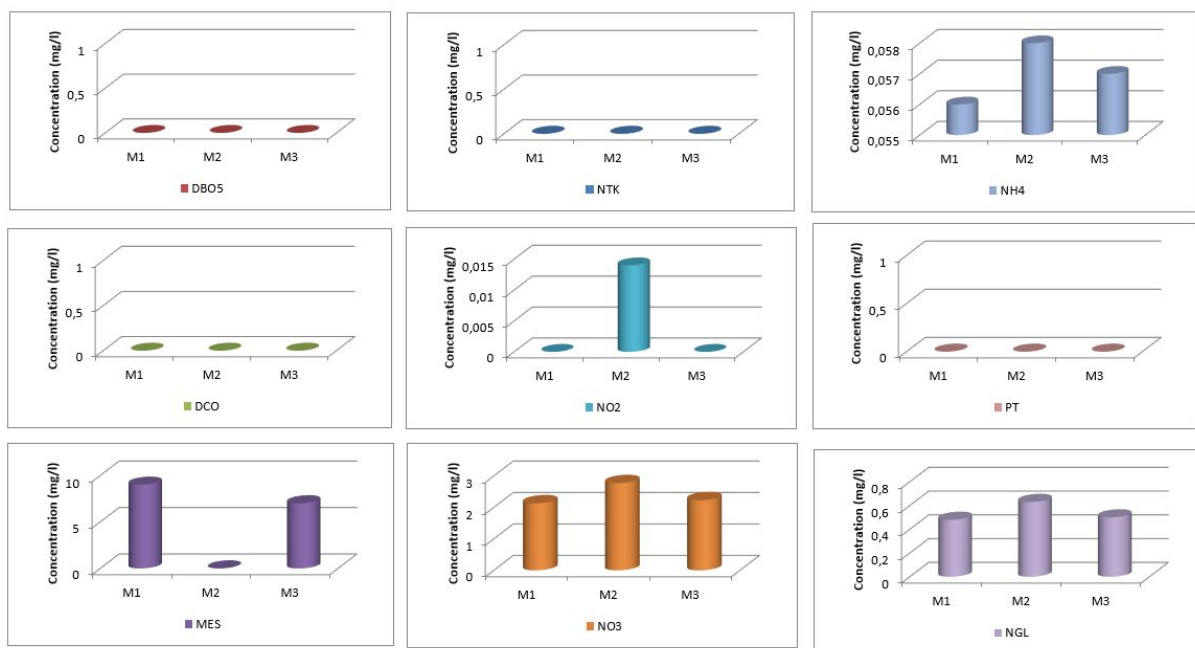 Concentration (mg/l)
1
0,5
0
M1 M2 M3
DBO5
Concentration (mg/l)
1
0,5
0
M1 M2 M3
NTK
Concentration (mg/l)
0,058
0,057
0,056
0,055
M1 M2 M3
NH4
Concentration (mg/l)
1
0,5
0
M1 M2 M3
DCO
Concentration (mg/l)
0,015
0,01
0,005
0
M1 M2 M3
NO2
Concentration (mg/l)
1
0,5
0
M1 M2 M3
PT
Concentration (mg/l)
10
5
0
M1 M2 M3
MES
Concentration (mg/l)
3
2
1
0
M1 M2 M3
NO3
Concentration (mg/l)
0,8
0,6
0,4
0,2
0
M1 M2 M3
NGL